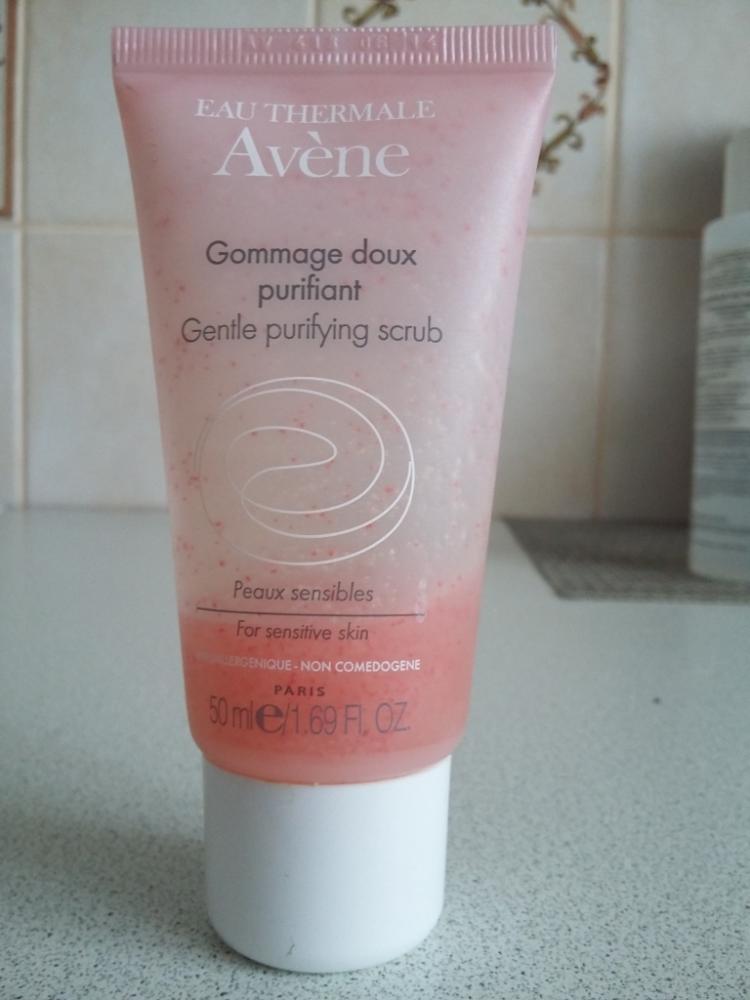 EAU THERMALE
Avène
Gommage doux
purifiant
Gentle purifying scrub
Peaux sensibles
For sensitive skin
HYPOALLERGENIQUE - NON COMEDOGENE
PARIS
50 ml e/1.69 FL. OZ.